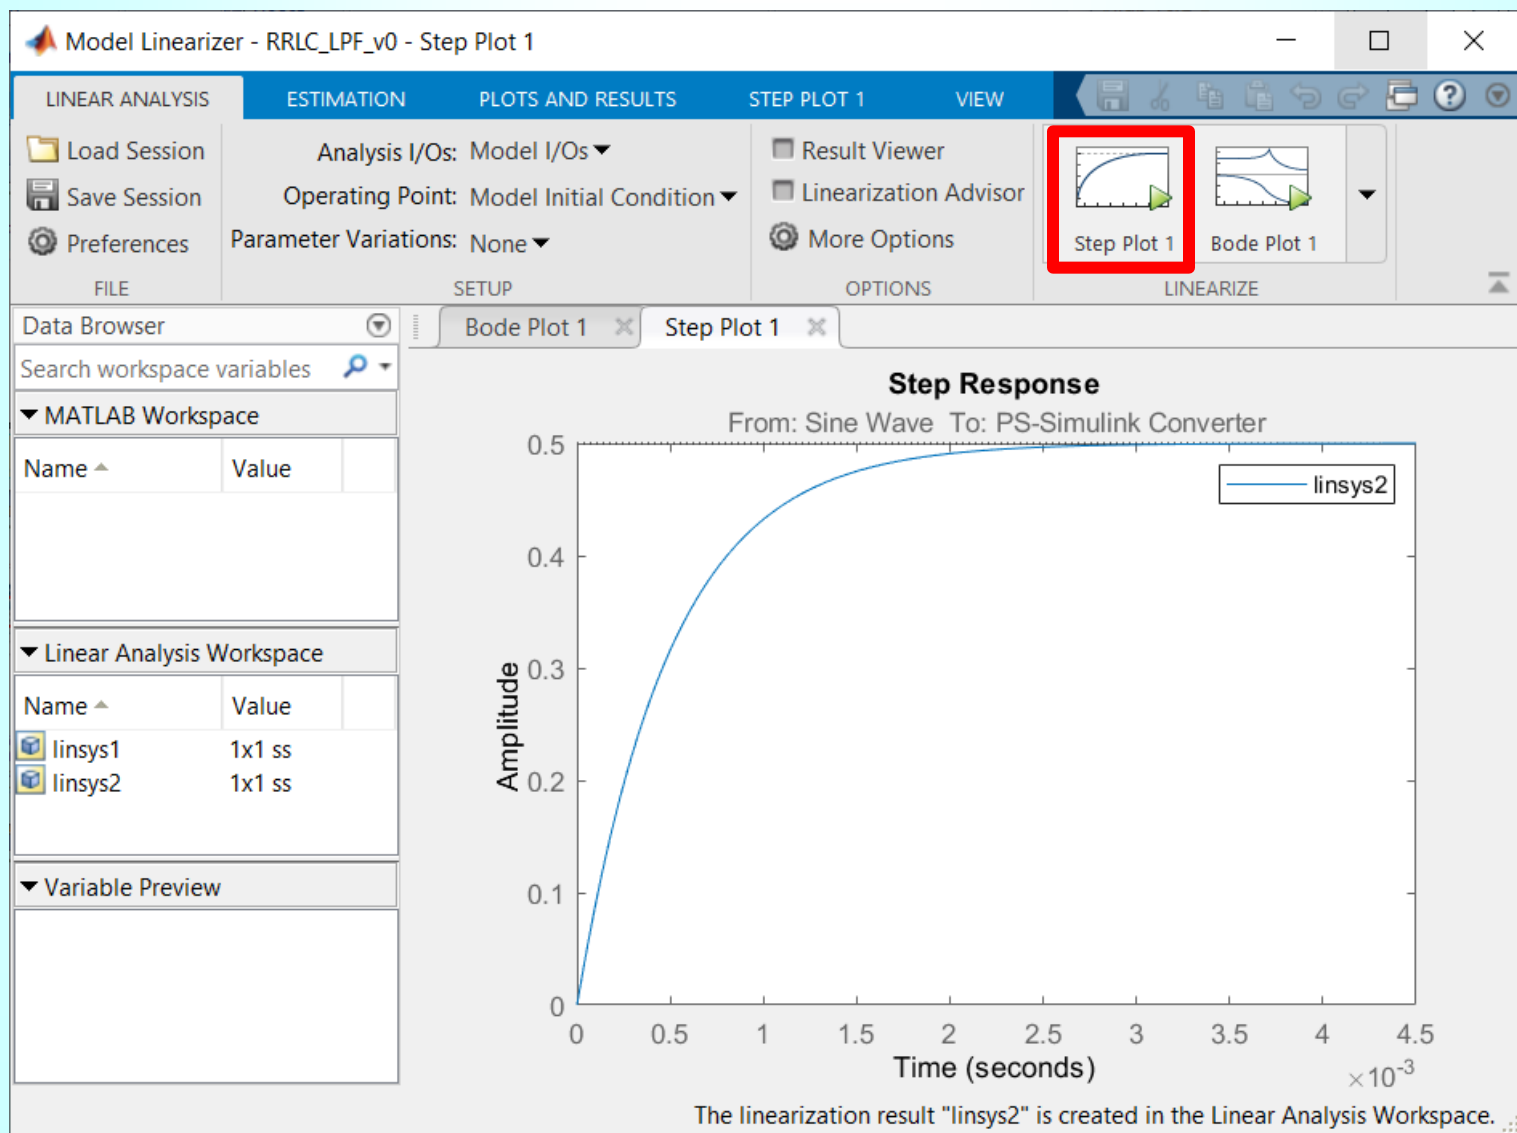 Model Linearizer - RRLC_LPF_v0 - Step Plot 1
LINEAR ANALYSIS ESTIMATION PLOTS AND RESULTS STEP PLOT 1 VIEW
Load Session
Save Session
Preferences
FILE
Analysis I/Os: Model I/Os
Operating Point: Model Initial Condition
Parameter Variations: None
SETUP
Result Viewer
Linearization Advisor
More Options
OPTIONS
Step Plot 1 Bode Plot 1
LINEARIZE
Data Browser
Search workspace variables
MATLAB Workspace
Name Value
Linear Analysis Workspace
Name Value
linsys1 1x1 ss
linsys2 1x1 ss
Variable Preview
Bode Plot 1 Step Plot 1
Step Response
From: Sine Wave To: PS-Simulink Converter
linsys2
Amplitude
0.5
0.4
0.3
0.2
0.1
0
0 0.5 1 1.5 2 2.5 3 3.5 4 4.5
Time (seconds)
×10⁻³
The linearization result "linsys2" is created in the Linear Analysis Workspace.